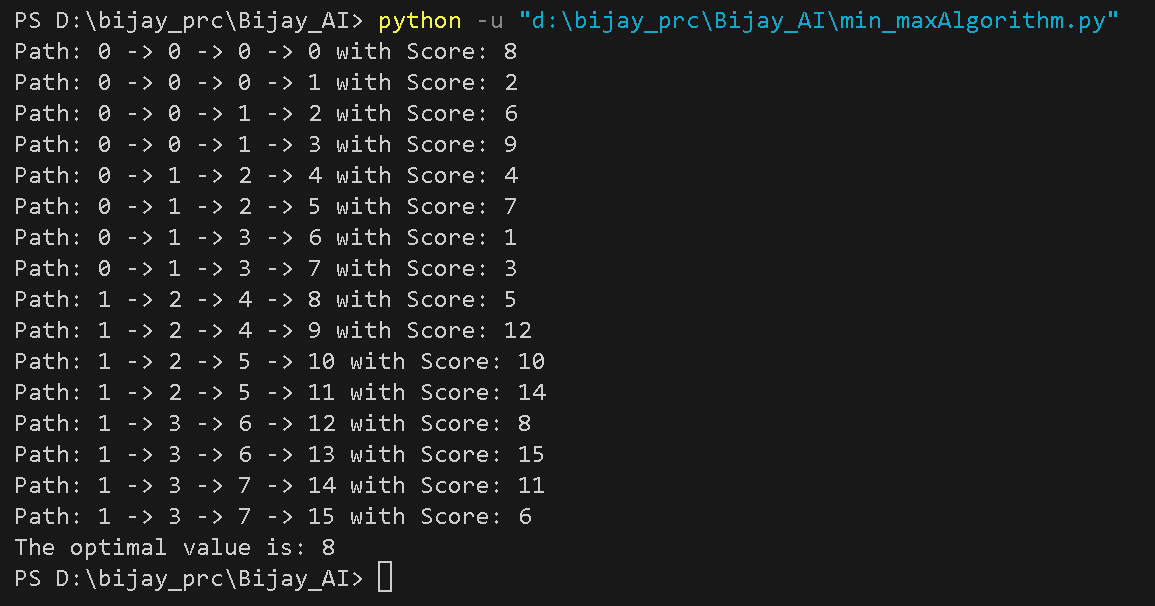 PS D:\bijay_prc\Bijay_AI> python -u "d:\bijay_prc\Bijay_AI\min_maxAlgorithm.py"
Path: 0 -> 0 -> 0 -> 0 with Score: 8
Path: 0 -> 0 -> 0 -> 1 with Score: 2
Path: 0 -> 0 -> 1 -> 2 with Score: 6
Path: 0 -> 0 -> 1 -> 3 with Score: 9
Path: 0 -> 1 -> 2 -> 4 with Score: 4
Path: 0 -> 1 -> 2 -> 5 with Score: 7
Path: 0 -> 1 -> 3 -> 6 with Score: 1
Path: 0 -> 1 -> 3 -> 7 with Score: 3
Path: 1 -> 2 -> 4 -> 8 with Score: 5
Path: 1 -> 2 -> 4 -> 9 with Score: 12
Path: 1 -> 2 -> 5 -> 10 with Score: 10
Path: 1 -> 2 -> 5 -> 11 with Score: 14
Path: 1 -> 3 -> 6 -> 12 with Score: 8
Path: 1 -> 3 -> 6 -> 13 with Score: 15
Path: 1 -> 3 -> 7 -> 14 with Score: 11
Path: 1 -> 3 -> 7 -> 15 with Score: 6
The optimal value is: 8
PS D:\bijay_prc\Bijay_AI>